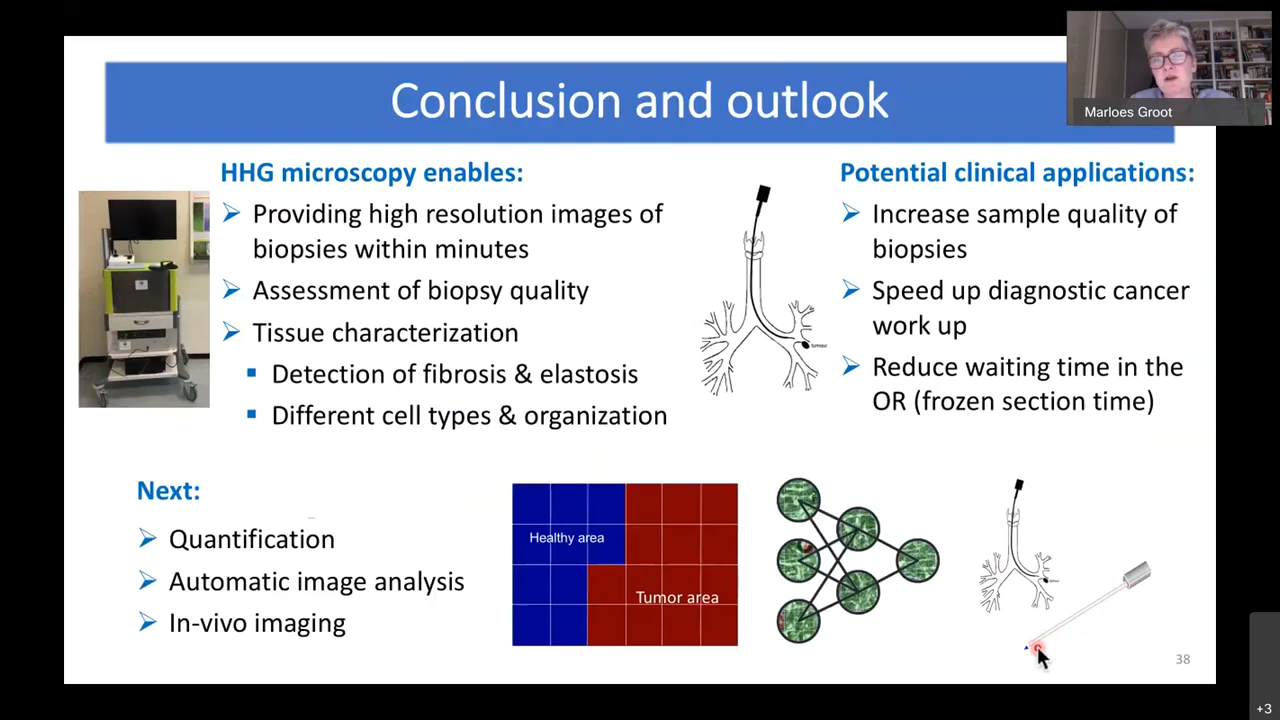 Conclusion and outlook
Marloes Groot
HHG microscopy enables:
Providing high resolution images of
biopsies within minutes
Assessment of biopsy quality
Tissue characterization
Detection of fibrosis & elastosis
Different cell types & organization
tumour
Potential clinical applications:
Increase sample quality of
biopsies
Speed up diagnostic cancer
work up
Reduce waiting time in the
OR (frozen section time)
Next:
Quantification
Automatic image analysis
In-vivo imaging
Healthy area
Tumor area
38
+3